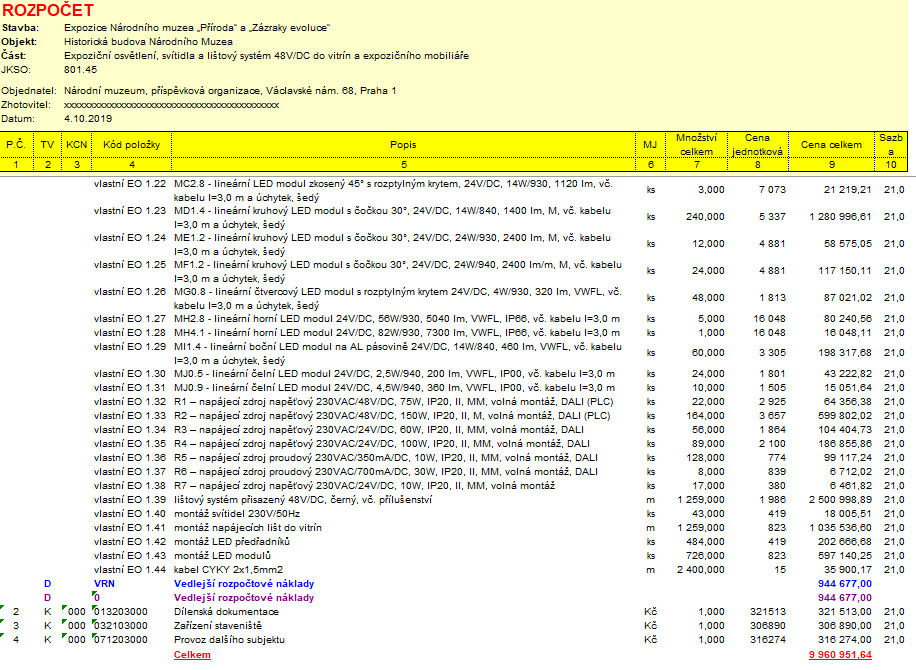 ROZPOČET
Stavba: Expozice Národního muzea „Příroda“ a „Zázraky evoluce“
Objekt: Historická budova Národního Muzea
Část: Expoziční osvětlení, svítidla a lištový systém 48V/DC do vitrín a expozičního mobiliáře
JKSO: 801.45
Objednatel: Národní muzeum, příspěvková organizace, Václavské nám. 68, Praha 1
Zhotovitel: xxxxxxxxxxxxxxxxxxxxxxxxxxxxxxxxxxxxxxxxxxx
Datum: 4.10.2019
P.Č. TV KCN Kód položky Popis MJ Množství celkem Cena jednotková Cena celkem Sazba
1 2 3 4 5 6 7 8 9 10
vlastní EO 1.22 MC2.8 - lineární LED modul zkosený 45° s rozptylným krytem, 24V/DC, 14W/930, 1120 lm, vč.
kabelu l=3,0 m a úchytek, šedý ks 3,000 7 073 21 219,21 21,0
vlastní EO 1.23 MD1.4 - lineární kruhový LED modul s čočkou 30°, 24V/DC, 14W/840, 1400 lm, M, vč. kabelu
l=3,0 m a úchytek, šedý ks 240,000 5 337 1 280 996,61 21,0
vlastní EO 1.24 ME1.2 - lineární kruhový LED modul s čočkou 30°, 24V/DC, 24W/930, 2400 lm, M, vč. kabelu
l=3,0 m a úchytek, šedý ks 12,000 4 881 58 575,05 21,0
vlastní EO 1.25 MF1.2 - lineární kruhový LED modul s čočkou 30°, 24V/DC, 24W/940, 2400 lm/m, M, vč. kabelu
l=3,0 m a úchytek, šedý ks 24,000 4 881 117 150,11 21,0
vlastní EO 1.26 MG0.8 - lineární čtvercový LED modul s rozptylným krytem 24V/DC, 4W/930, 320 lm, VWFL, vč.
kabelu l=3,0 m a úchytek, šedý ks 48,000 1 813 87 021,02 21,0
vlastní EO 1.27 MH2.8 - lineární horní LED modul 24V/DC, 56W/930, 5040 lm, VWFL, IP66, vč. kabelu l=3,0 m ks 5,000 16 048 80 240,56 21,0
vlastní EO 1.28 MH4.1 - lineární horní LED modul 24V/DC, 82W/930, 7300 lm, VWFL, IP66, vč. kabelu l=3,0 m ks 1,000 16 048 16 048,11 21,0
vlastní EO 1.29 MI1.4 - lineární boční LED modul na AL pásovině 24V/DC, 14W/840, 460 lm, VWFL, vč. kabelu
l=3,0 m a úchytek, šedý ks 60,000 3 305 198 317,68 21,0
vlastní EO 1.30 MJ0.5 - lineární čelní LED modul 24V/DC, 2,5W/940, 200 lm, VWFL, IP00, vč. kabelu l=3,0 m ks 24,000 1 801 43 222,82 21,0
vlastní EO 1.31 MJ0.9 - lineární čelní LED modul 24V/DC, 4,5W/940, 360 lm, VWFL, IP00, vč. kabelu l=3,0 m ks 10,000 1 505 15 051,64 21,0
vlastní EO 1.32 R1 – napájecí zdroj napěťový 230VAC/48V/DC, 75W, IP20, II, MM, volná montáž, DALI (PLC) ks 22,000 2 925 64 356,38 21,0
vlastní EO 1.33 R2 – napájecí zdroj napěťový 230VAC/48V/DC, 150W, IP20, II, M, volná montáž, DALI (PLC) ks 164,000 3 657 599 802,02 21,0
vlastní EO 1.34 R3 – napájecí zdroj napěťový 230VAC/24V/DC, 60W, IP20, II, MM, volná montáž, DALI ks 56,000 1 864 104 404,73 21,0
vlastní EO 1.35 R4 – napájecí zdroj napěťový 230VAC/24V/DC, 100W, IP20, II, MM, volná montáž, DALI ks 89,000 2 100 186 855,86 21,0
vlastní EO 1.36 R5 – napájecí zdroj proudový 230VAC/350mA/DC, 10W, IP20, II, MM, volná montáž, DALI ks 128,000 774 99 117,24 21,0
vlastní EO 1.37 R6 – napájecí zdroj proudový 230VAC/700mA/DC, 30W, IP20, II, MM, volná montáž, DALI ks 8,000 839 6 712,02 21,0
vlastní EO 1.38 R7 – napájecí zdroj napěťový 230VAC/24V/DC, 10W, IP20, II, MM, volná montáž ks 17,000 380 6 461,82 21,0
vlastní EO 1.39 lištový systém přisazený 48V/DC, černý, vč. příslušenství m 1 259,000 1 986 2 500 998,89 21,0
vlastní EO 1.40 montáž svítidel 230V/50Hz ks 43,000 419 18 005,51 21,0
vlastní EO 1.41 montáž napájecích lišt do vitrín m 1 259,000 823 1 035 536,60 21,0
vlastní EO 1.42 montáž LED předřadníků ks 484,000 419 202 666,68 21,0
vlastní EO 1.43 montáž LED modulů ks 726,000 823 597 140,25 21,0
vlastní EO 1.44 kabel CYKY 2x1,5mm2 m 2 400,000 15 35 900,17 21,0
D VRN Vedlejší rozpočtové náklady 944 677,00
D 0 Vedlejší rozpočtové náklady 944 677,00
2 K 000 013203000 Dílenská dokumentace Kč 1,000 321513 321 513,00 21,0
3 K 000 032103000 Zařízení staveniště Kč 1,000 306890 306 890,00 21,0
4 K 000 071203000 Provoz dalšího subjektu Kč 1,000 316274 316 274,00 21,0
Celkem 9 960 951,64